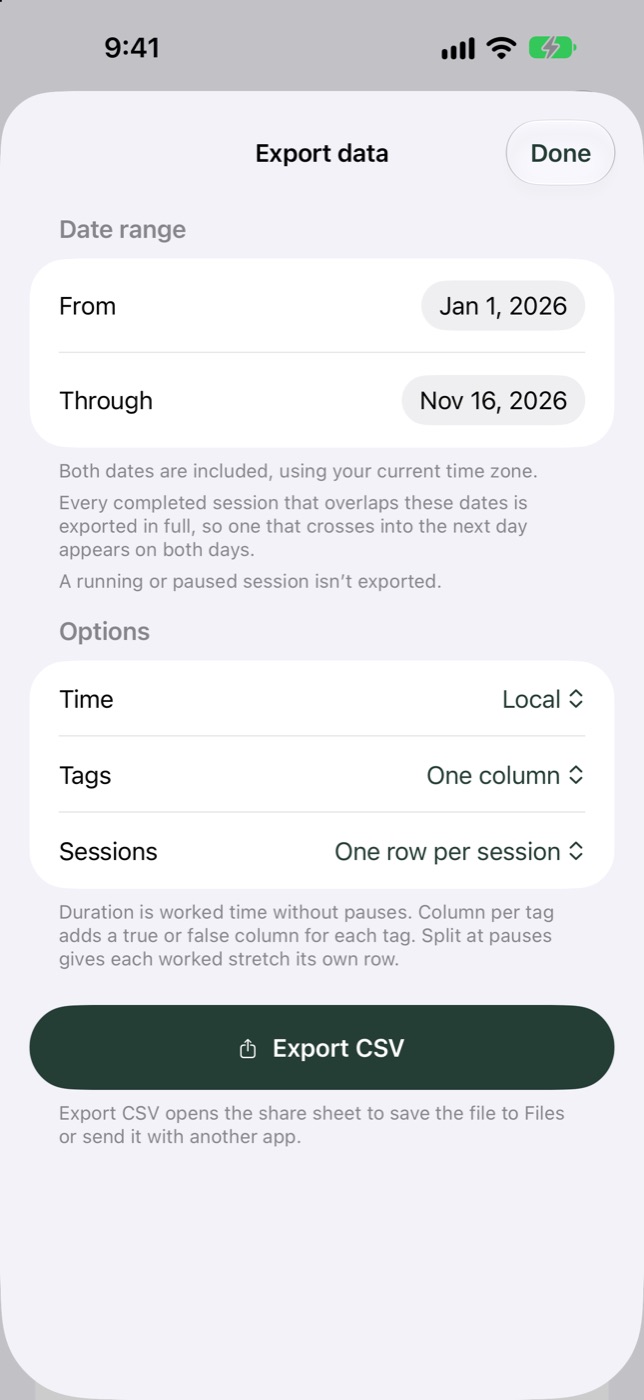 9:41
Export data
Done
Date range
From
Jan 1, 2026
Through
Nov 16, 2026
Both dates are included, using your current time zone.
Every completed session that overlaps these dates is
exported in full, so one that crosses into the next day
appears on both days.
A running or paused session isn’t exported.
Options
Time
Local
Tags
One column
Sessions
One row per session
Duration is worked time without pauses. Column per tag
adds a true or false column for each tag. Split at pauses
gives each worked stretch its own row.
Export CSV
Export CSV opens the share sheet to save the file to Files
or send it with another app.